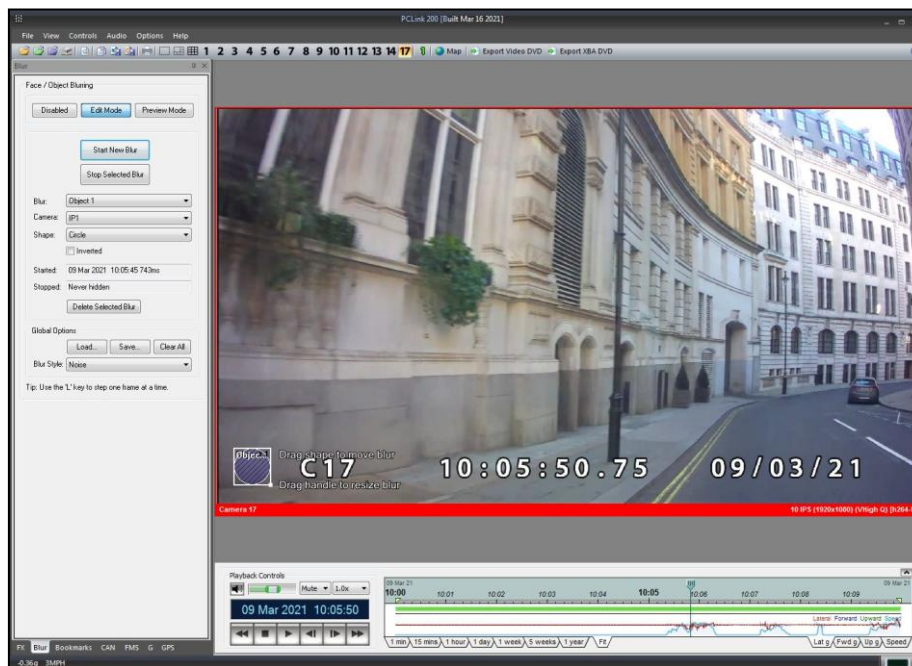 PCLink 200 [Built Mar 16 2021]
File View Controls Audio Options Help
1 2 3 4 5 6 7 8 9 10 11 12 13 14 17 Map Export Video DVD Export XBA DVD
Blur
Face / Object Blurring
Disabled Edit Mode Preview Mode
Start New Blur
Stop Selected Blur
Blur: Object 1
Camera: IP1
Shape: Circle
Inverted
Started: 09 Mar 2021 10:05:45 743ms
Stopped: Never hidden
Delete Selected Blur
Global Options
Load... Save... Clear All
Blur Style: Noise
Tip: Use the 'L' key to step one frame at a time.
Drag shape to move blur
C17 10:05:50.75 09/03/21
Drag handle to resize blur
Camera 17 10 IPS (1920x1080) (VHigh Q) [h264-
Playback Controls
Mute 1.0x
09 Mar 2021 10:05:50
09 Mar 21 09 Mar 21
10:00 10:01 10:02 10:03 10:04 10:05 10:06 10:07 10:08 10:09
Lateral Forward Upward Speed
1 min 15 mins 1 hour 1 day 1 week 5 weeks 1 year Fit Lat g Fwd g Up g Speed
FX Blur Bookmarks CAN FMS G GPS
-0.36g 3MPH